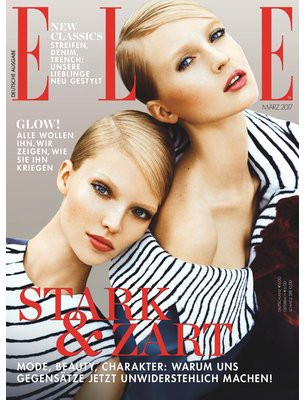 ELLE
DEUTSCHE AUSGABE
NEW
CLASSICS
STREIFEN,
DENIM,
TRENCH:
UNSERE
LIEBLINGE
NEU GESTYLT
MÄRZ 2017
GLOW!
ALLE WOLLEN
IHN. WIR
ZEIGEN, WIE
SIE IHN
KRIEGEN
STARK
& ZART
MODE, BEAUTY, CHARAKTER: WARUM UNS
GEGENSÄTZE JETZT UNWIDERSTEHLICH MACHEN!